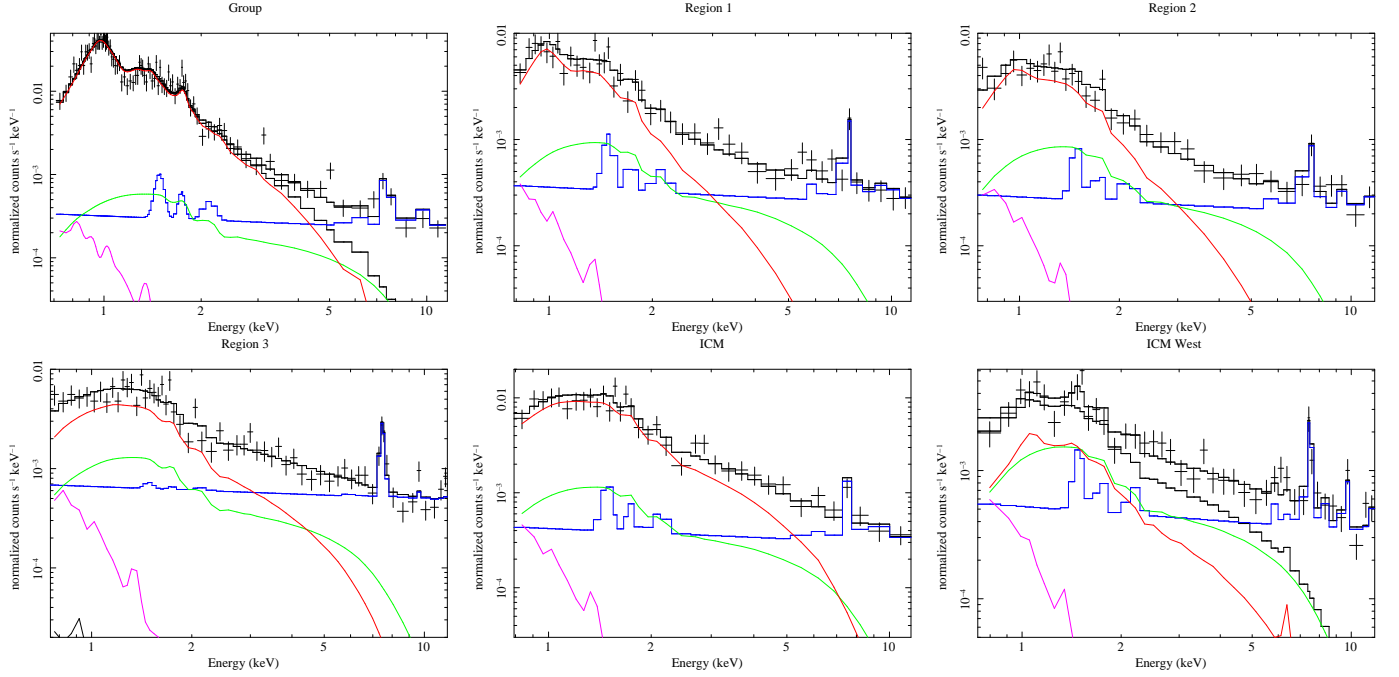 Group
normalized counts s⁻¹ keV⁻¹
0.01
10⁻³
10⁻⁴
1
2
5
10
Energy (keV)
Region 1
normalized counts s⁻¹ keV⁻¹
0.01
10⁻³
10⁻⁴
1
2
5
10
Energy (keV)
Region 2
normalized counts s⁻¹ keV⁻¹
0.01
10⁻³
10⁻⁴
1
2
5
10
Energy (keV)
Region 3
normalized counts s⁻¹ keV⁻¹
0.01
10⁻³
10⁻⁴
1
2
5
10
Energy (keV)
ICM
normalized counts s⁻¹ keV⁻¹
0.01
10⁻³
10⁻⁴
1
2
5
10
Energy (keV)
ICM West
normalized counts s⁻¹ keV⁻¹
10⁻³
10⁻⁴
1
2
5
10
Energy (keV)